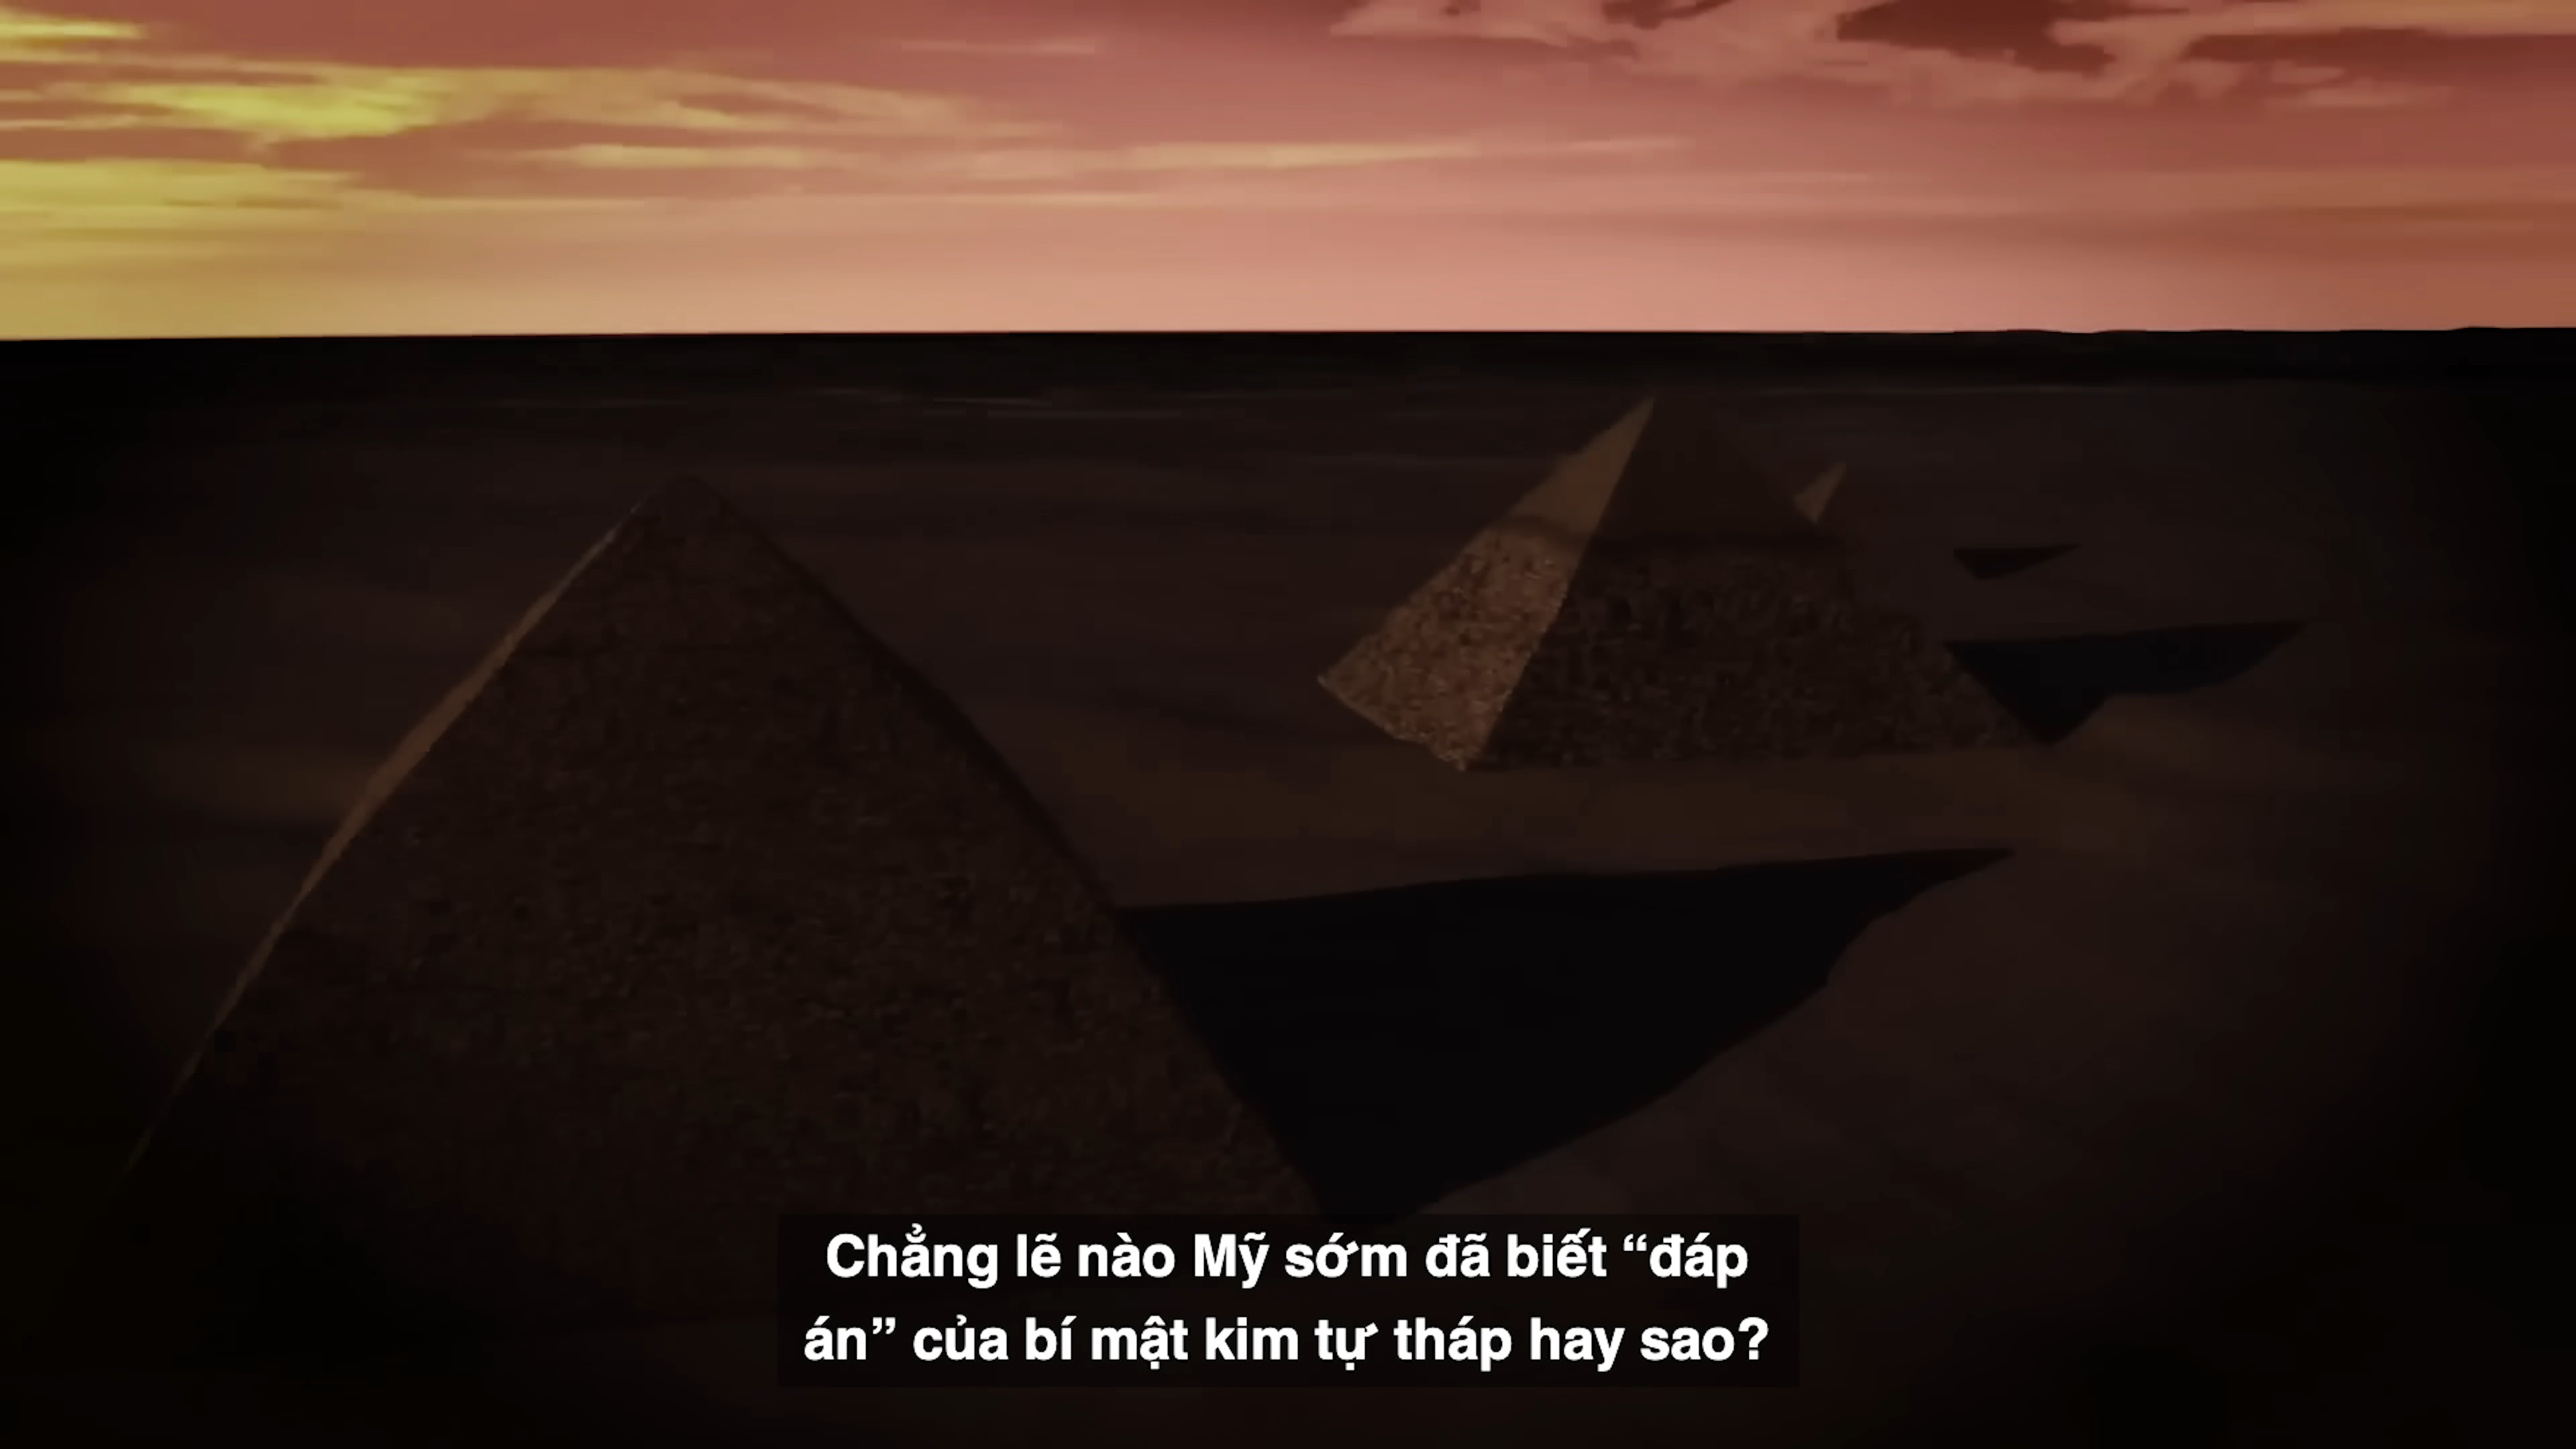 Chẳng lẽ nào Mỹ sớm đã biết “đáp
án” của bí mật kim tự tháp hay sao?